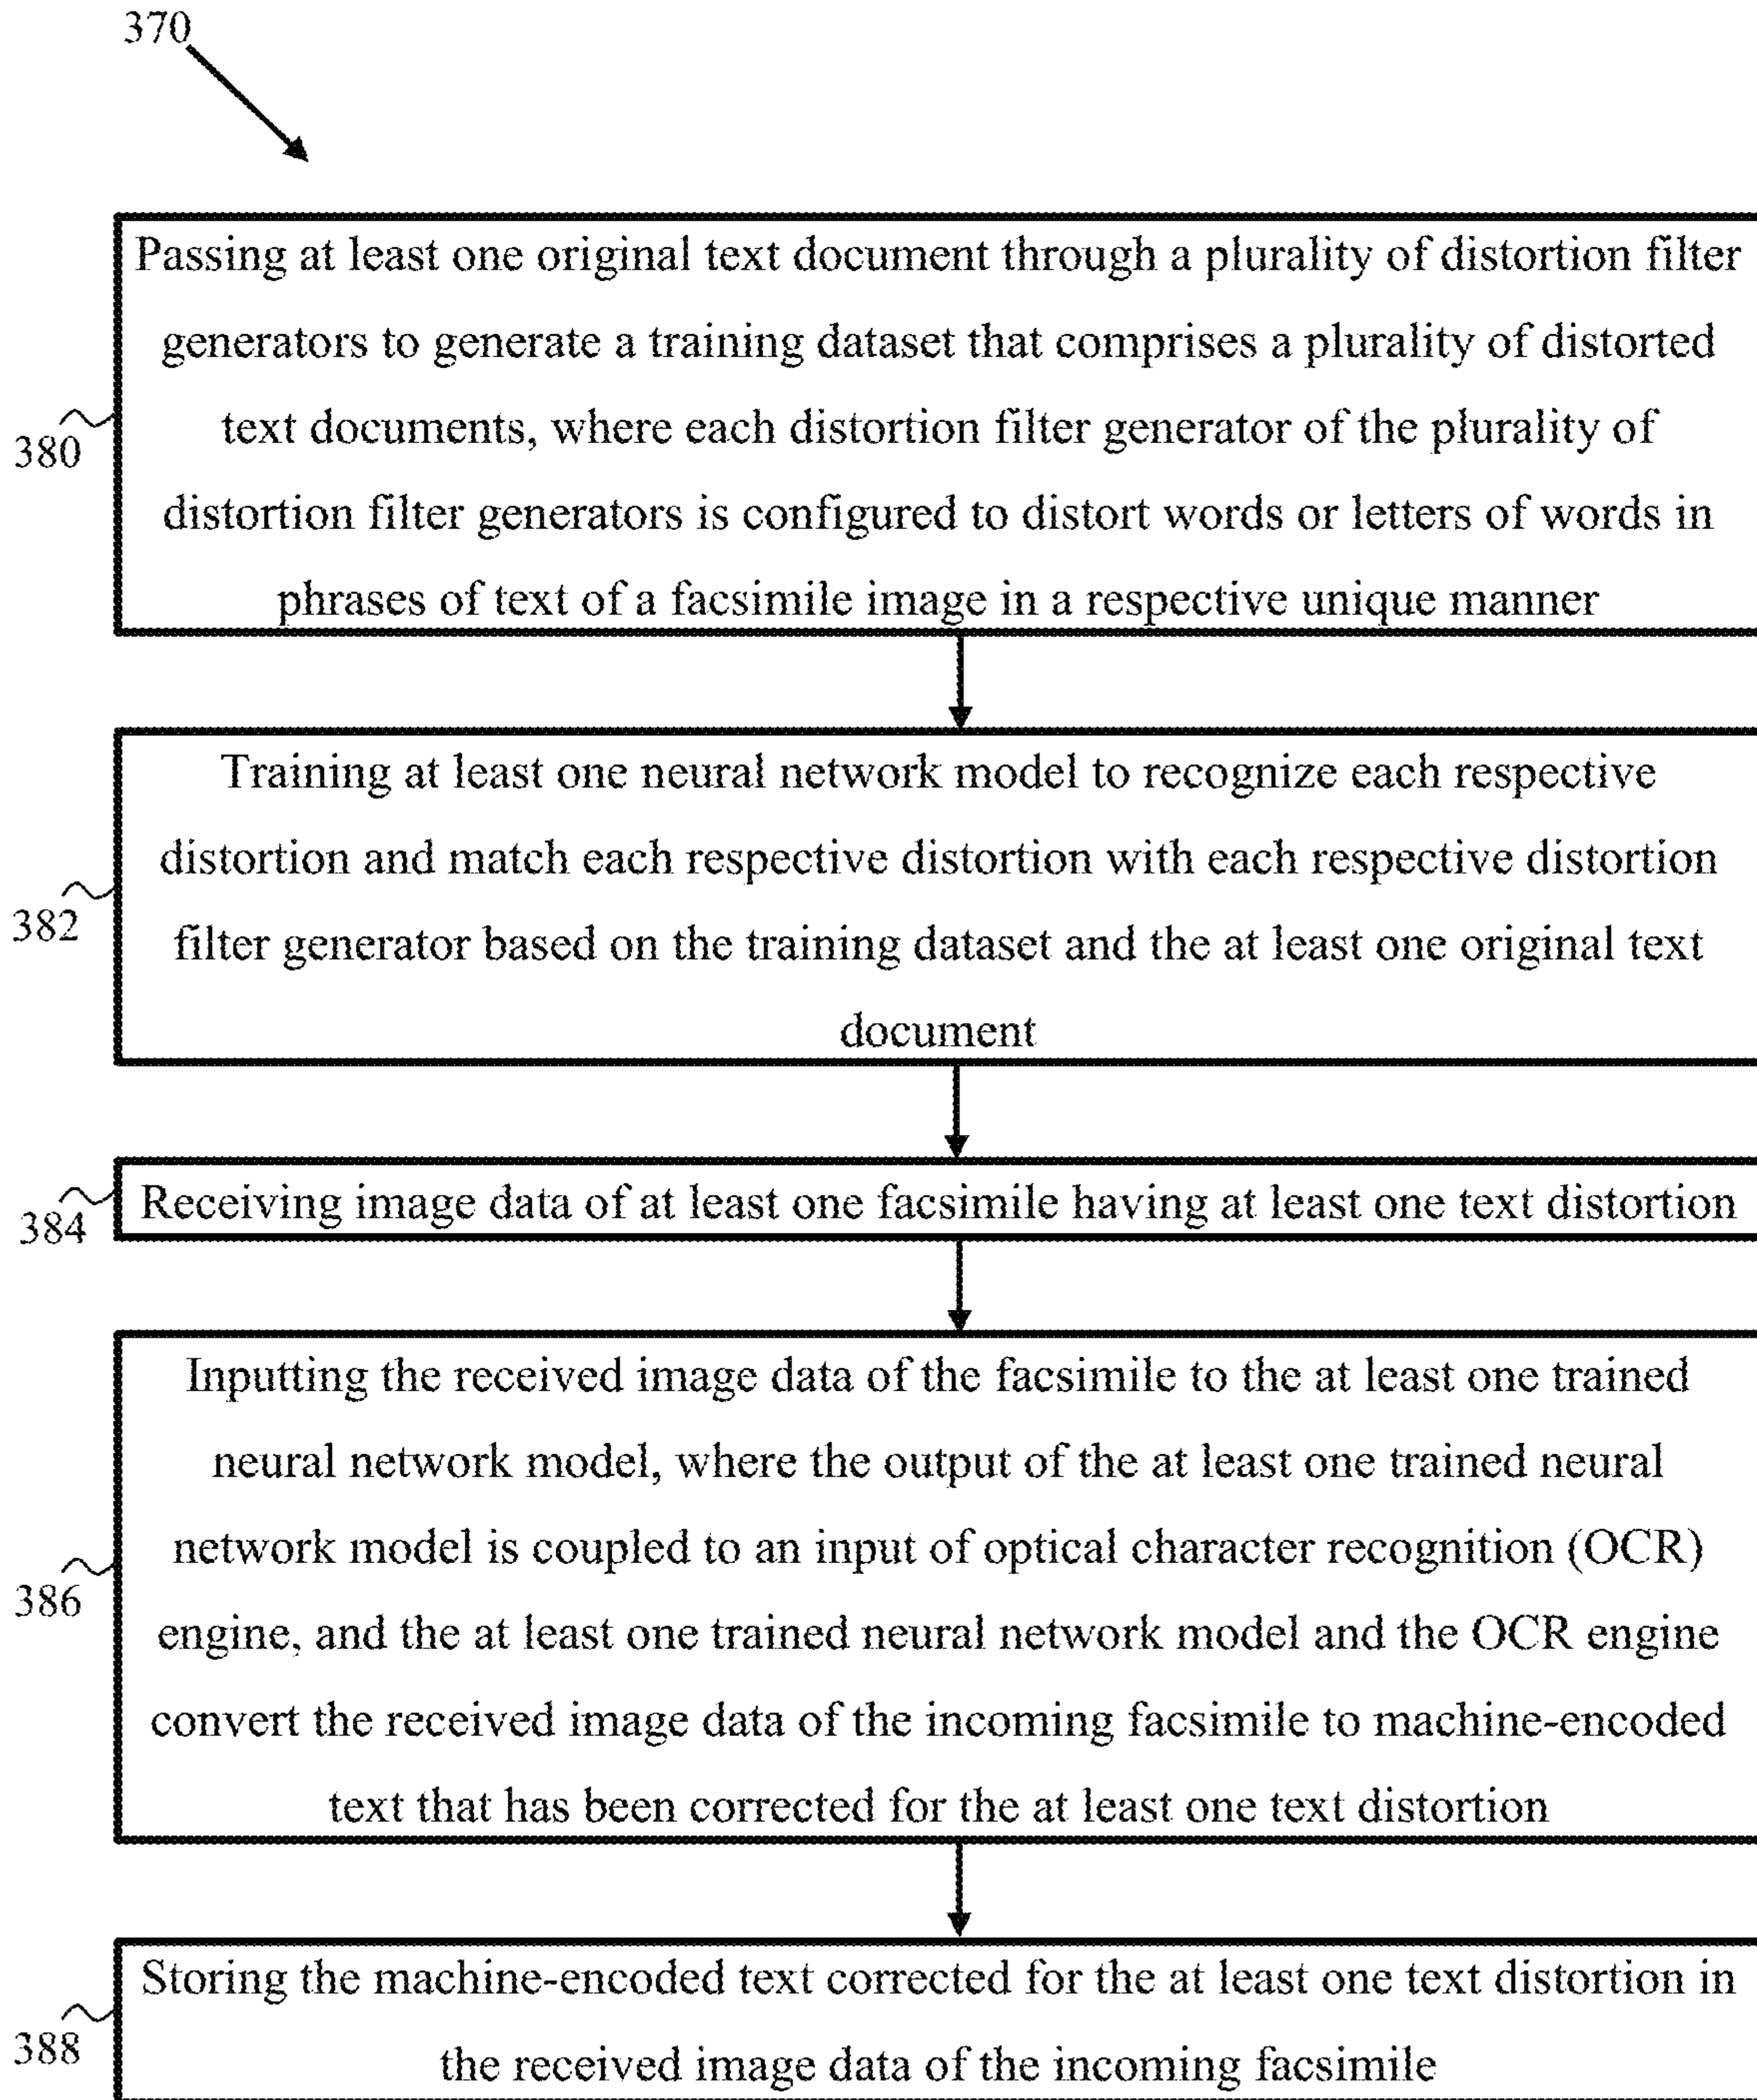 370
Passing at least one original text document through a plurality of distortion filter
generators to generate a training dataset that comprises a plurality of distorted
text documents, where each distortion filter generator of the plurality of
380
distortion filter generators is configured to distort words or letters of words in
phrases of text of a facsimile image in a respective unique manner
Training at least one neural network model to recognize each respective
distortion and match each respective distortion with each respective distortion
382
filter generator based on the training dataset and the at least one original text
document
384
Receiving image data of at least one facsimile having at least one text distortion
Inputting the received image data of the facsimile to the at least one trained
neural network model, where the output of the at least one trained neural
network model is coupled to an input of optical character recognition (OCR)
386
engine, and the at least one trained neural network model and the OCR engine
convert the received image data of the incoming facsimile to machine-encoded
text that has been corrected for the at least one text distortion
Storing the machine-encoded text corrected for the at least one text distortion in
388
the received image data of the incoming facsimile